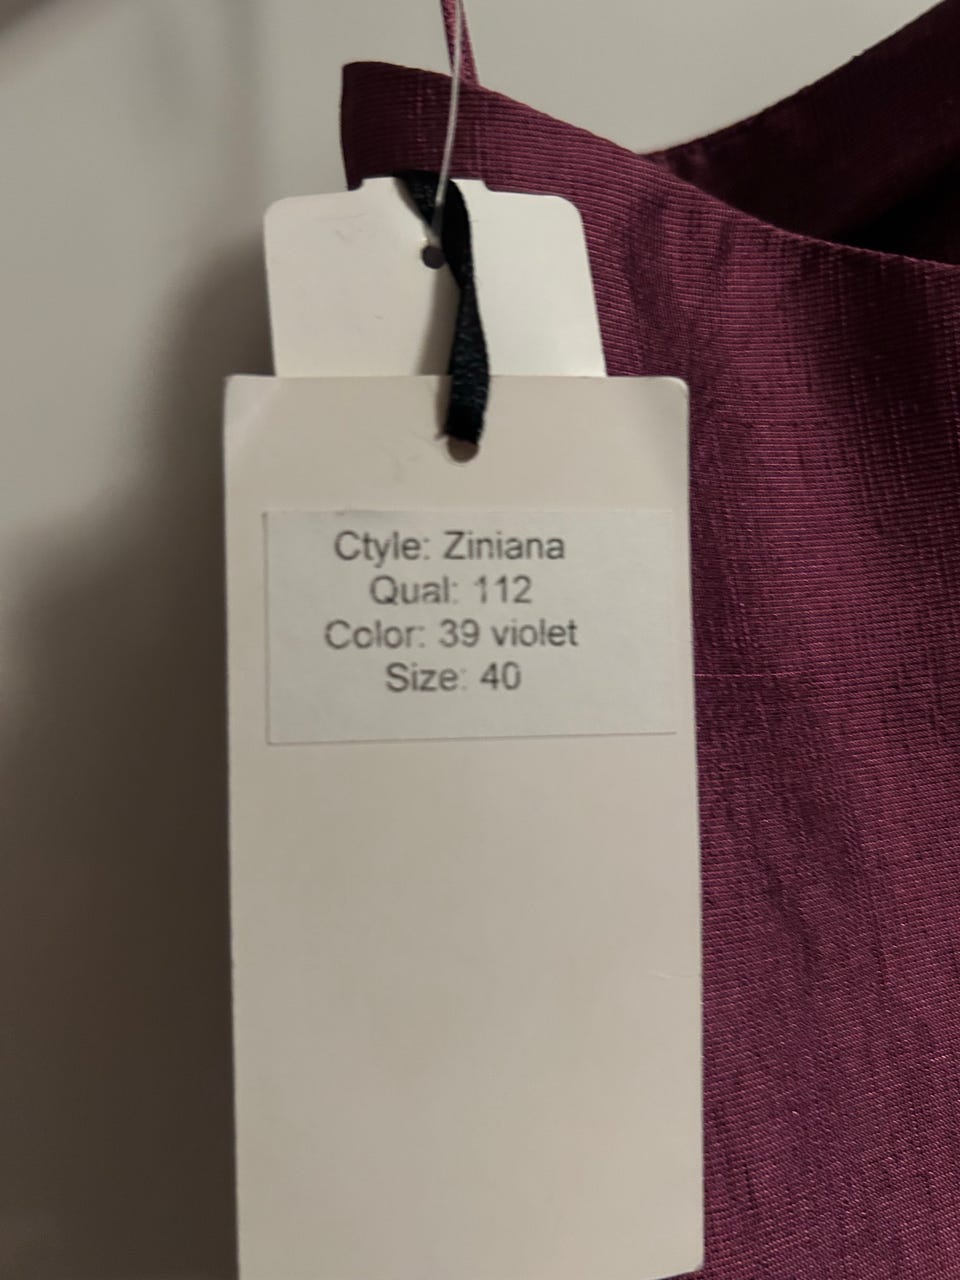 Ctyle: Ziniana
Qual: 112
Color: 39 violet
Size: 40